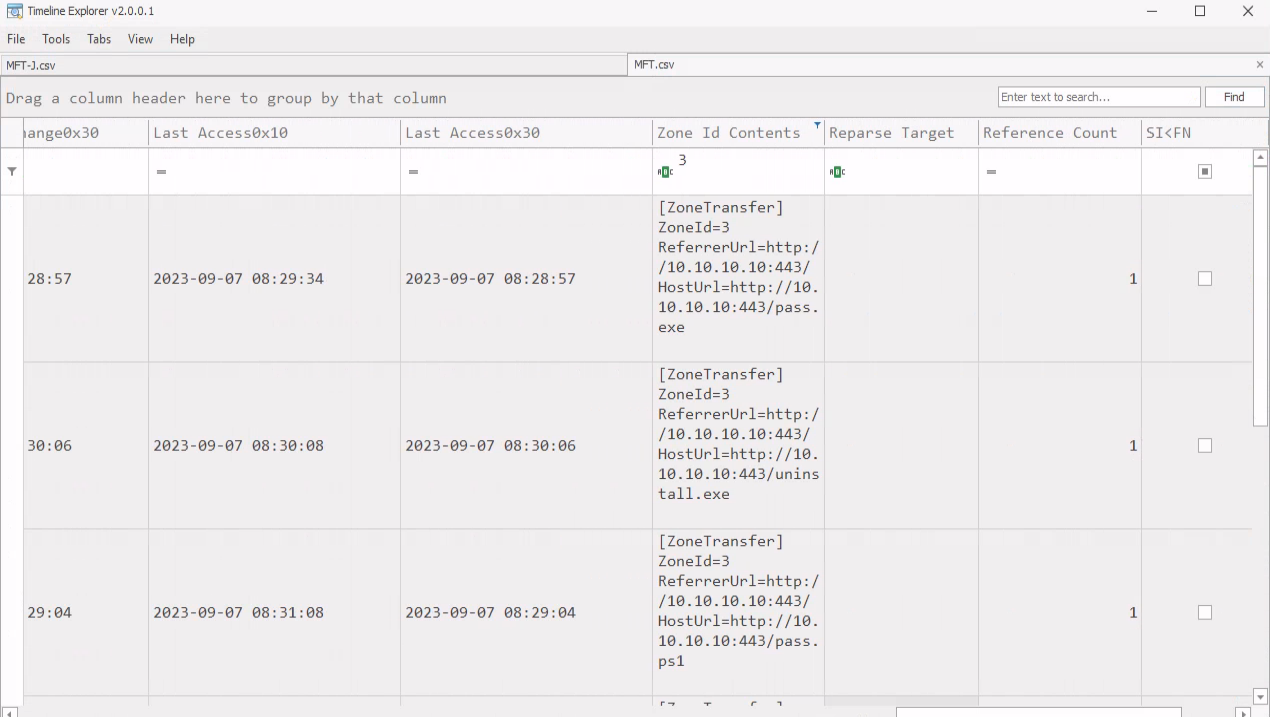 Timeline Explorer v2.0.0.1
File Tools Tabs View Help
MFT-J.csv MFT.csv
Drag a column header here to group by that column Enter text to search... Find
hange0x30 Last Access0x10 Last Access0x30 Zone Id Contents Reparse Target Reference Count SI<FN
= = 3 =
[ZoneTransfer]
ZoneId=3
ReferrerUrl=http:/
/10.10.10.10:443/
28:57 2023-09-07 08:29:34 2023-09-07 08:28:57 1
HostUrl=http://10.
10.10.10:443/pass.
exe
[ZoneTransfer]
ZoneId=3
ReferrerUrl=http:/
/10.10.10.10:443/
30:06 2023-09-07 08:30:08 2023-09-07 08:30:06 1
HostUrl=http://10.
10.10.10:443/unins
tall.exe
[ZoneTransfer]
ZoneId=3
ReferrerUrl=http:/
/10.10.10.10:443/
29:04 2023-09-07 08:31:08 2023-09-07 08:29:04 1
HostUrl=http://10.
10.10.10:443/pass.
ps1